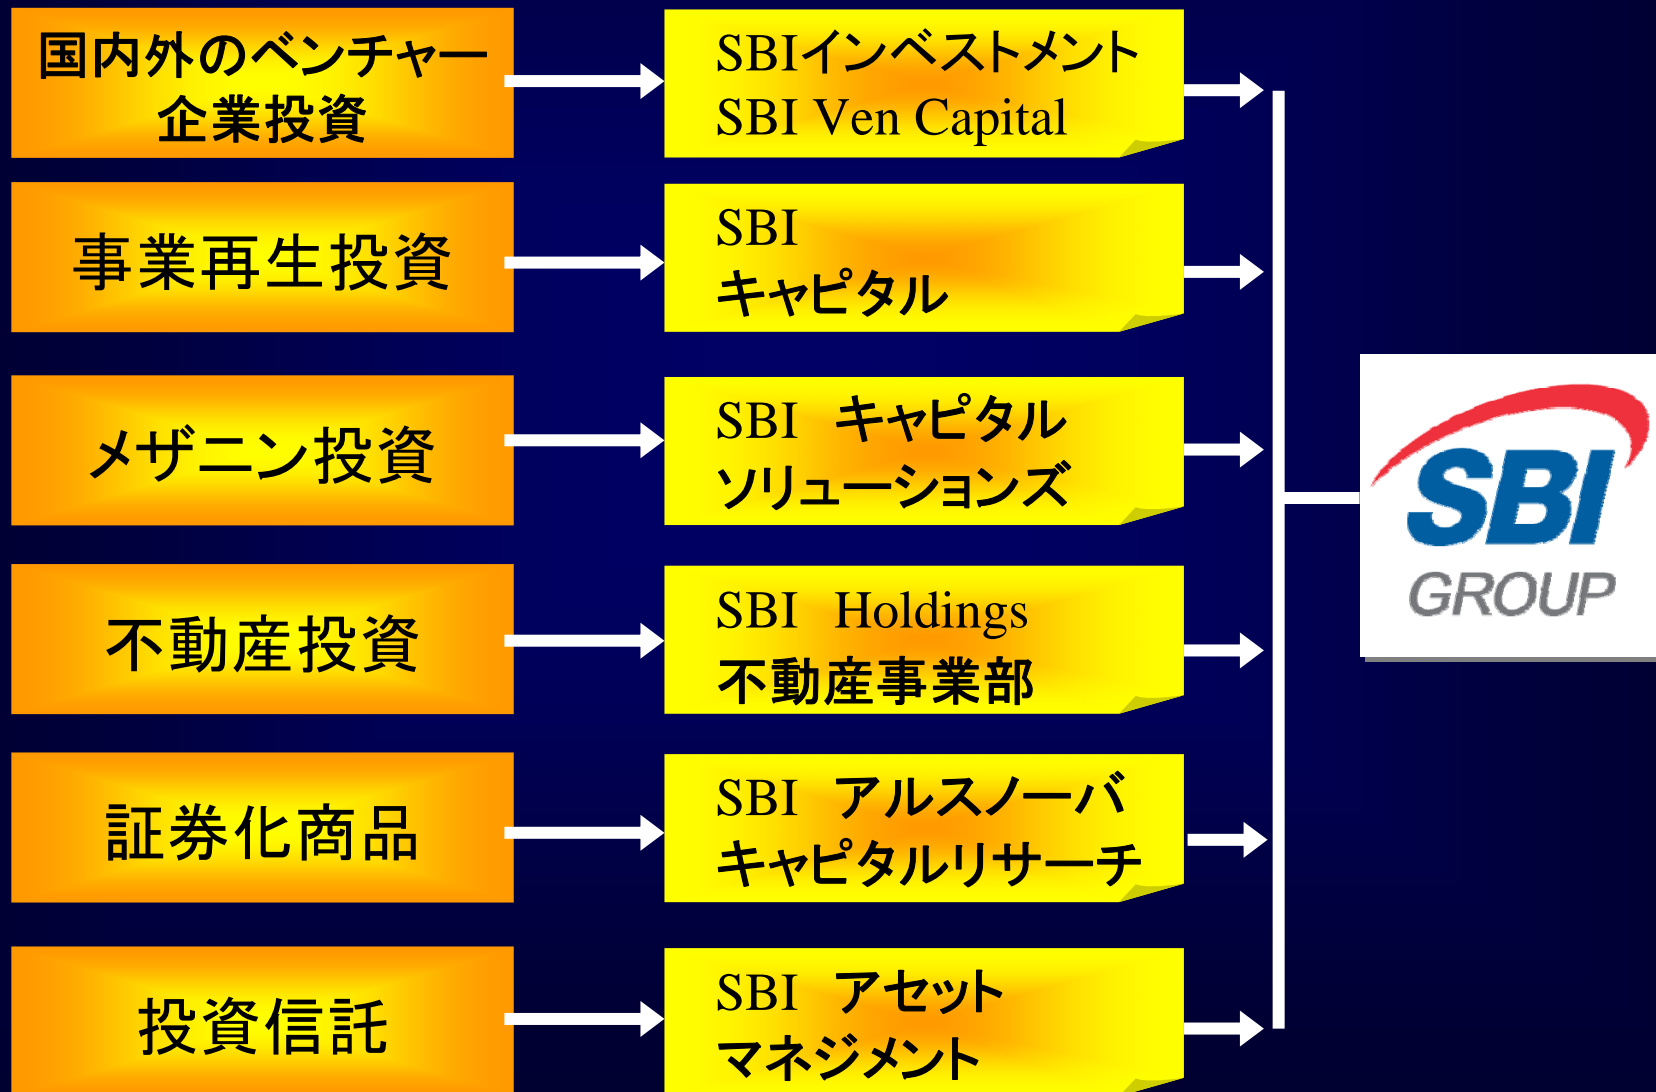 国内外のベンチャー
企業投資
SBIインベストメント
SBI Ven Capital
事業再生投資
SBI
キャピタル
メザニン投資
SBI キャピタル
ソリューションズ
不動産投資
SBI Holdings
不動産事業部
証券化商品
SBI アルスノーバ
キャピタルリサーチ
投資信託
SBI アセット
マネジメント
SBI
GROUP